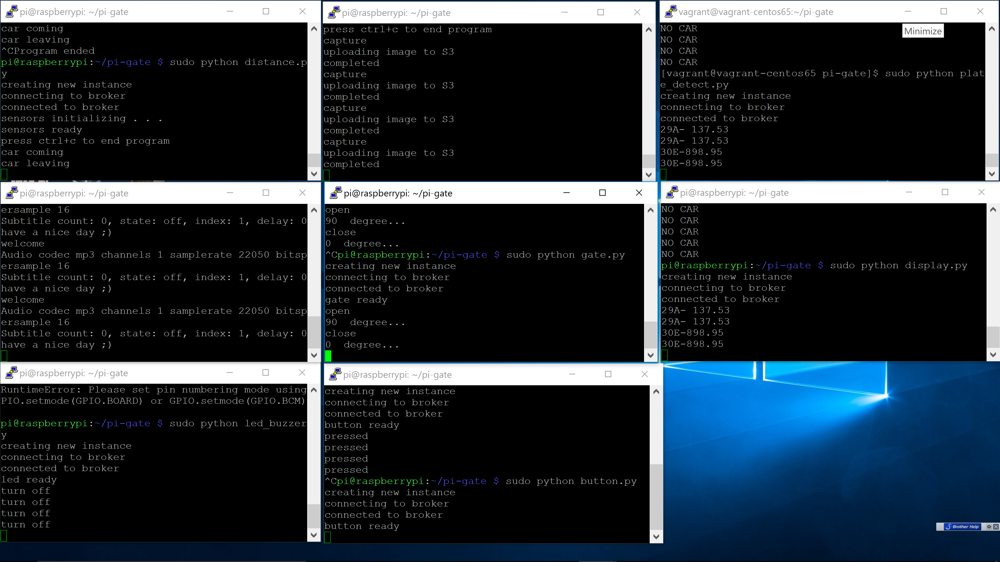 pi@raspberrypi: ~/pi-gate
car coming
car leaving
^CProgram ended
pi@raspberrypi:~/pi-gate $ sudo python distance.p
y
creating new instance
connecting to broker
connected to broker
sensors initializing . . .
sensors ready
press ctrl+c to end program
car coming
car leaving
pi@raspberrypi: ~/pi-gate
press ctrl+c to end program
capture
uploading image to S3
completed
capture
uploading image to S3
completed
capture
uploading image to S3
completed
capture
uploading image to S3
completed
vagrant@vagrant-centos65:~/pi-gate
Minimize
NO CAR
NO CAR
NO CAR
NO CAR
[vagrant@vagrant-centos65 pi-gate]$ sudo python plat
e_detect.py
creating new instance
connecting to broker
connected to broker
29A- 137.53
29A- 137.53
30E-898.95
30E-898.95
pi@raspberrypi: ~/pi-gate
ersample 16
Subtitle count: 0, state: off, index: 1, delay: 0
have a nice day ;)
welcome
Audio codec mp3 channels 1 samplerate 22050 bitsp
ersample 16
Subtitle count: 0, state: off, index: 1, delay: 0
have a nice day ;)
welcome
Audio codec mp3 channels 1 samplerate 22050 bitsp
ersample 16
Subtitle count: 0, state: off, index: 1, delay: 0
have a nice day ;)
pi@raspberrypi: ~/pi-gate
open
90  degree...
close
0  degree...
^Cpi@raspberrypi:~/pi-gate $ sudo python gate.py
creating new instance
connecting to broker
connected to broker
gate ready
open
90  degree...
close
0  degree...
pi@raspberrypi: ~/pi-gate
NO CAR
NO CAR
NO CAR
NO CAR
NO CAR
pi@raspberrypi:~/pi-gate $ sudo python display.py
creating new instance
connecting to broker
connected to broker
29A- 137.53
29A- 137.53
30E-898.95
30E-898.95
pi@raspberrypi: ~/pi-gate
RuntimeError: Please set pin numbering mode using
PIO.setmode(GPIO.BOARD) or GPIO.setmode(GPIO.BCM)
pi@raspberrypi:~/pi-gate $ sudo python led_buzzer
y
creating new instance
connecting to broker
connected to broker
led ready
turn off
turn off
turn off
turn off
pi@raspberrypi: ~/pi-gate
creating new instance
connecting to broker
connected to broker
button ready
pressed
pressed
pressed
pressed
^Cpi@raspberrypi:~/pi-gate $ sudo python button.py
creating new instance
connecting to broker
connected to broker
button ready
Brother Help